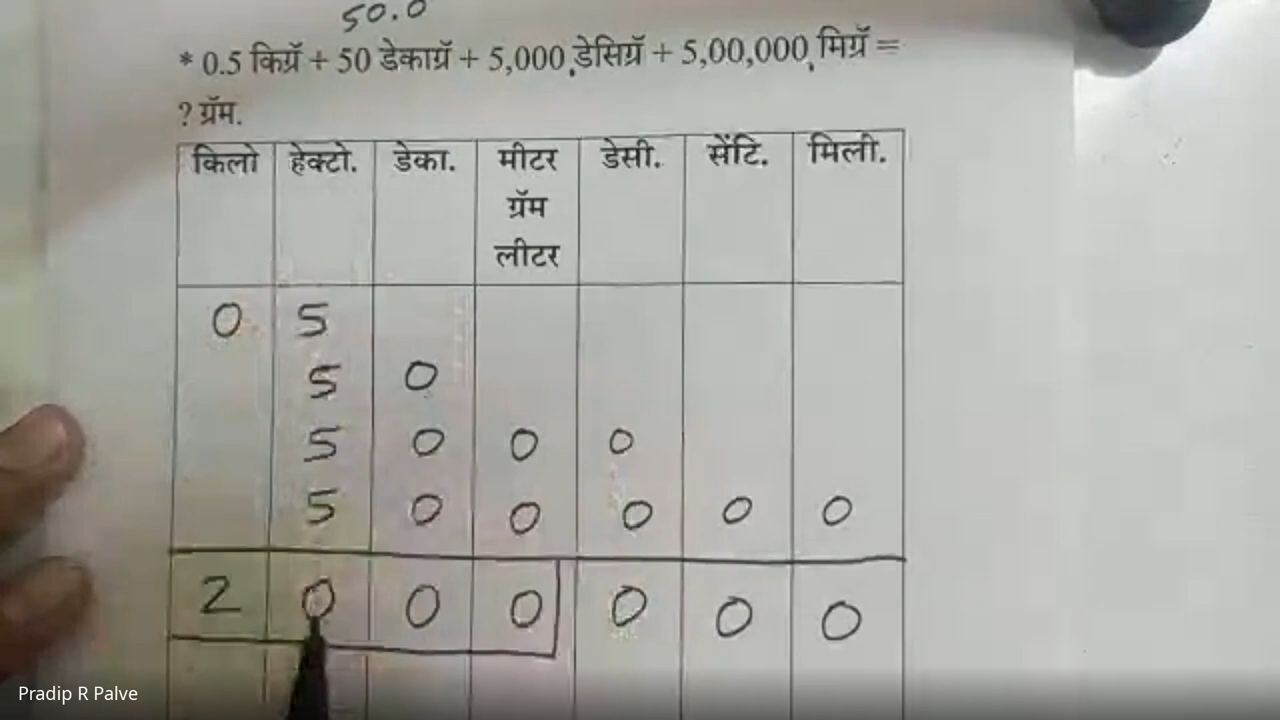 50.0
* 0.5 किग्रॅ + 50 डेकाग्रॅ + 5,000 डेसिग्रॅ + 5,00,000 मिग्रॅ =
? ग्रॅम.
किलो हेक्टो. डेका. मीटर ग्रॅम लीटर डेसी. सेंटि. मिली.
0 5
5 0
5 0 0 0
5 0 0 0 0 0
2 0 0 0 0 0 0
Pradip R Palve